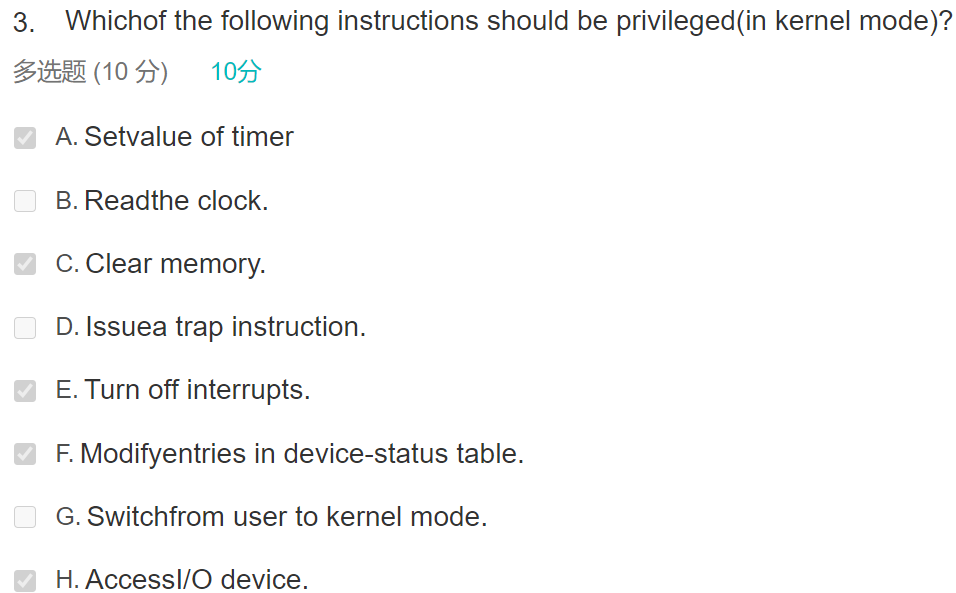 3. Whichof the following instructions should be privileged(in kernel mode)?
多选题 (10 分) 10分
A. Setvalue of timer
B. Readthe clock.
C. Clear memory.
D. Issuea trap instruction.
E. Turn off interrupts.
F. Modifyentries in device-status table.
G. Switchfrom user to kernel mode.
H. AccessI/O device.